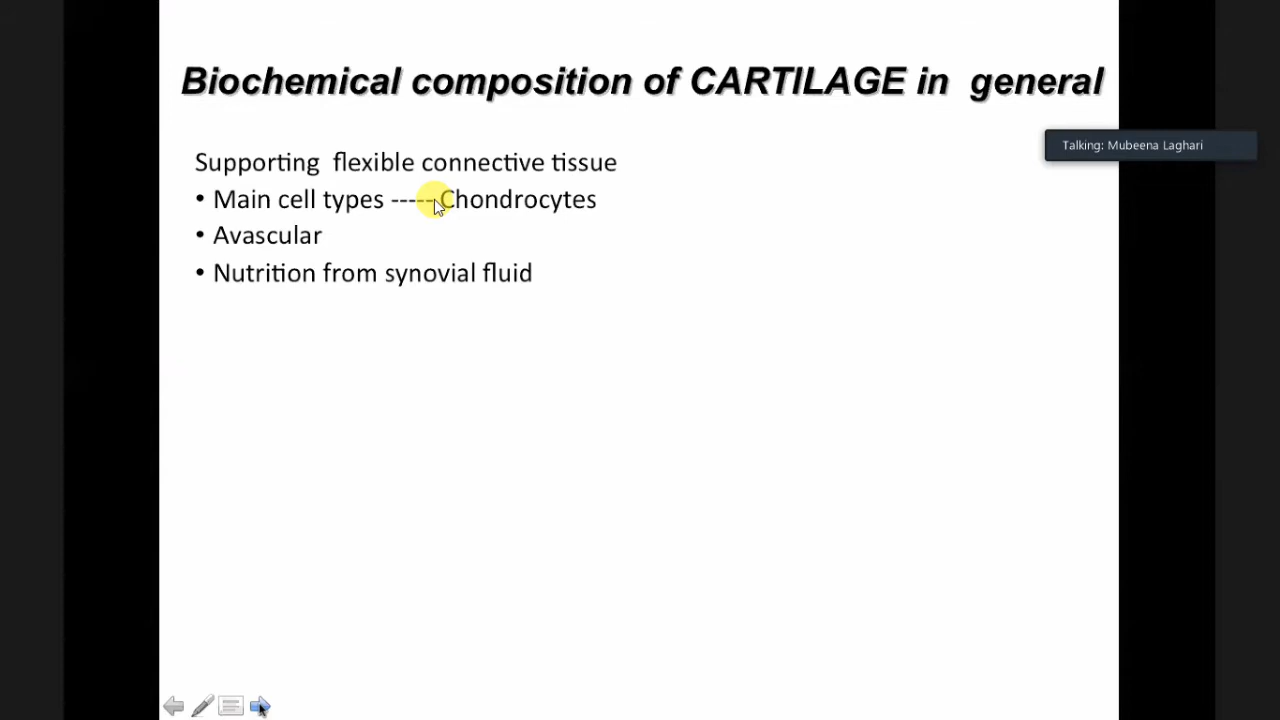 Biochemical composition of CARTILAGE in general
Talking: Mubeena Laghari
Supporting flexible connective tissue
• Main cell types -----Chondrocytes
• Avascular
• Nutrition from synovial fluid